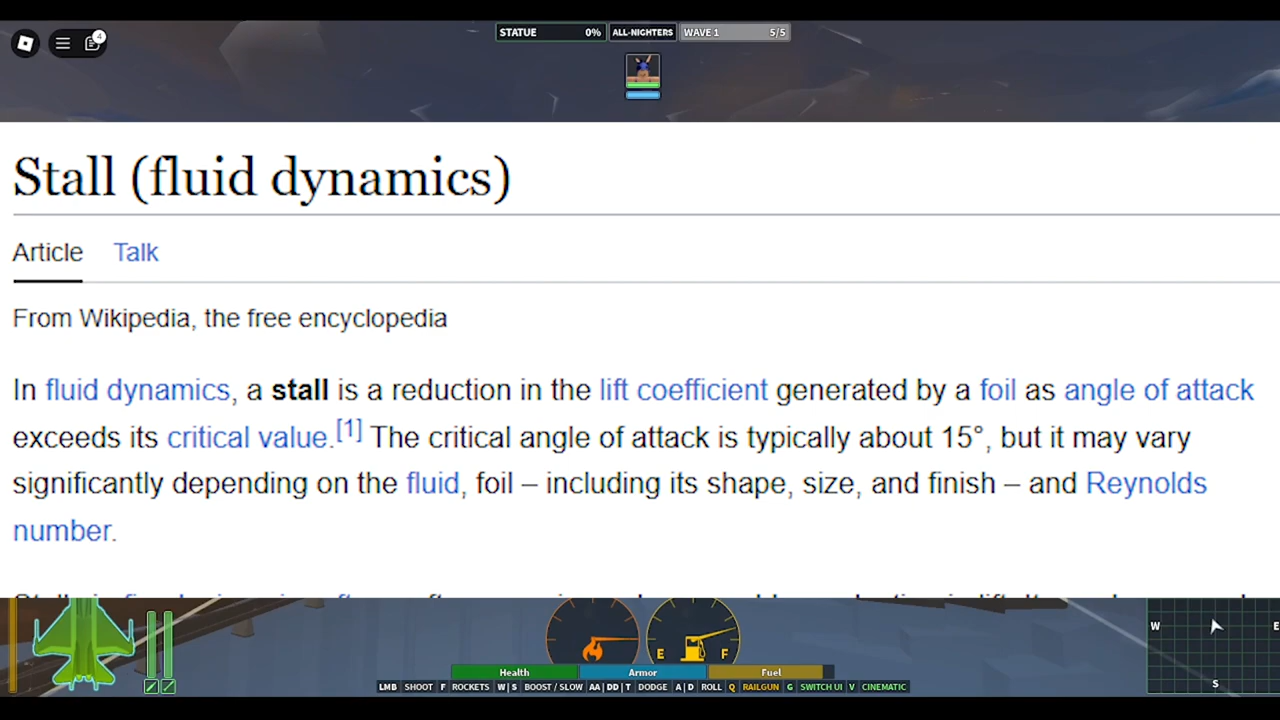 4
STATUE 0% ALL-NIGHTERS WAVE 1 5/5
Stall (fluid dynamics)
Article Talk
From Wikipedia, the free encyclopedia
In fluid dynamics, a stall is a reduction in the lift coefficient generated by a foil as angle of attack
exceeds its critical value.[1] The critical angle of attack is typically about 15°, but it may vary
significantly depending on the fluid, foil – including its shape, size, and finish – and Reynolds
number.
W E
E F
Health Armor Fuel
S
LMB SHOOT F ROCKETS W|S BOOST / SLOW AA|DD|T DODGE A|D ROLL Q RAILGUN G SWITCH UI V CINEMATIC